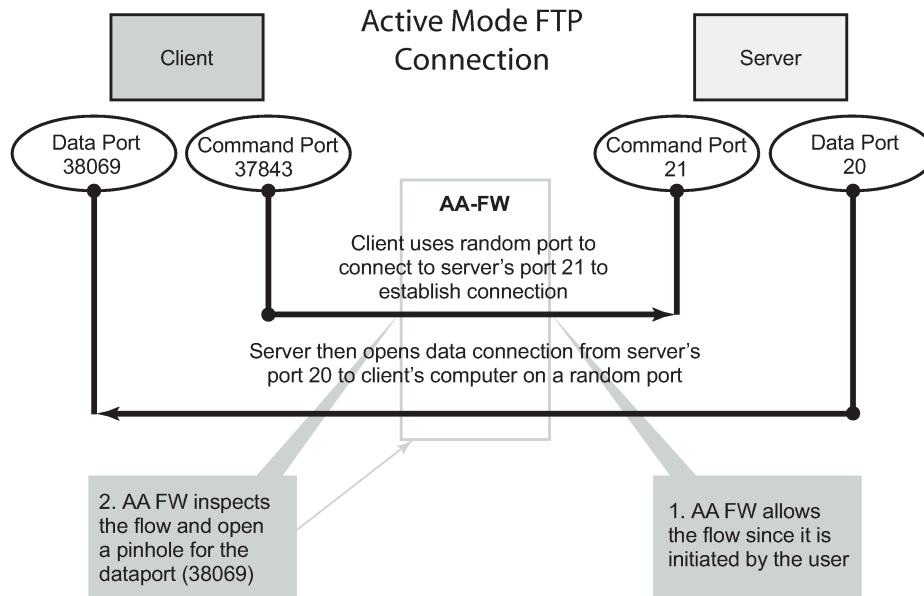 Active Mode FTP
Connection
Client
Server
Data Port
38069
Command Port
37843
Command Port
21
Data Port
20
AA-FW
Client uses random port to
connect to server’s port 21 to
establish connection
Server then opens data connection from server’s
port 20 to client’s computer on a random port
2. AA FW inspects
the flow and open
a pinhole for the
dataport (38069)
1. AA FW allows
the flow since it is
initiated by the user